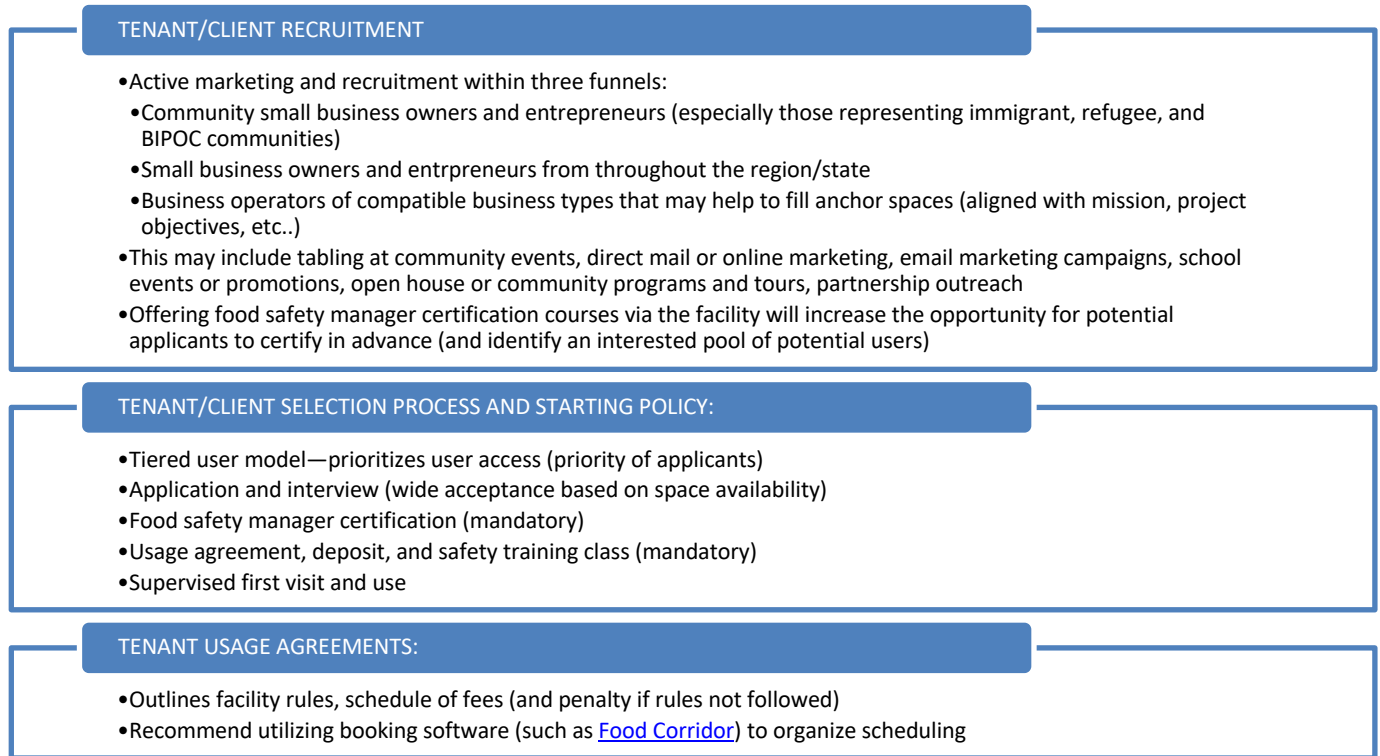 TENANT/CLIENT RECRUITMENT
•Active marketing and recruitment within three funnels:
•Community small business owners and entrepreneurs (especially those representing immigrant, refugee, and
BIPOC communities)
•Small business owners and entrpreneurs from throughout the region/state
•Business operators of compatible business types that may help to fill anchor spaces (aligned with mission, project
objectives, etc..)
•This may include tabling at community events, direct mail or online marketing, email marketing campaigns, school
events or promotions, open house or community programs and tours, partnership outreach
•Offering food safety manager certification courses via the facility will increase the opportunity for potential
applicants to certify in advance (and identify an interested pool of potential users)
TENANT/CLIENT SELECTION PROCESS AND STARTING POLICY:
•Tiered user model—prioritizes user access (priority of applicants)
•Application and interview (wide acceptance based on space availability)
•Food safety manager certification (mandatory)
•Usage agreement, deposit, and safety training class (mandatory)
•Supervised first visit and use
TENANT USAGE AGREEMENTS:
•Outlines facility rules, schedule of fees (and penalty if rules not followed)
•Recommend utilizing booking software (such as Food Corridor) to organize scheduling